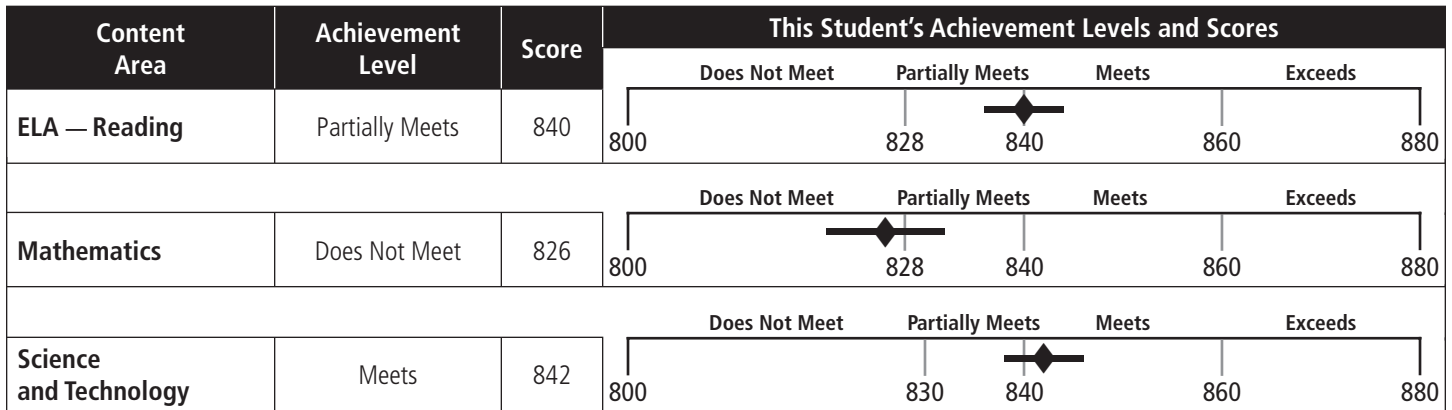 Content Area
Achievement Level
Score
This Student's Achievement Levels and Scores
Does Not Meet Partially Meets Meets Exceeds
ELA — Reading
Partially Meets
840
800 828 840 860 880
Does Not Meet Partially Meets Meets Exceeds
Mathematics
Does Not Meet
826
800 828 840 860 880
Does Not Meet Partially Meets Meets Exceeds
Science
and Technology
Meets
842
800 830 840 860 880